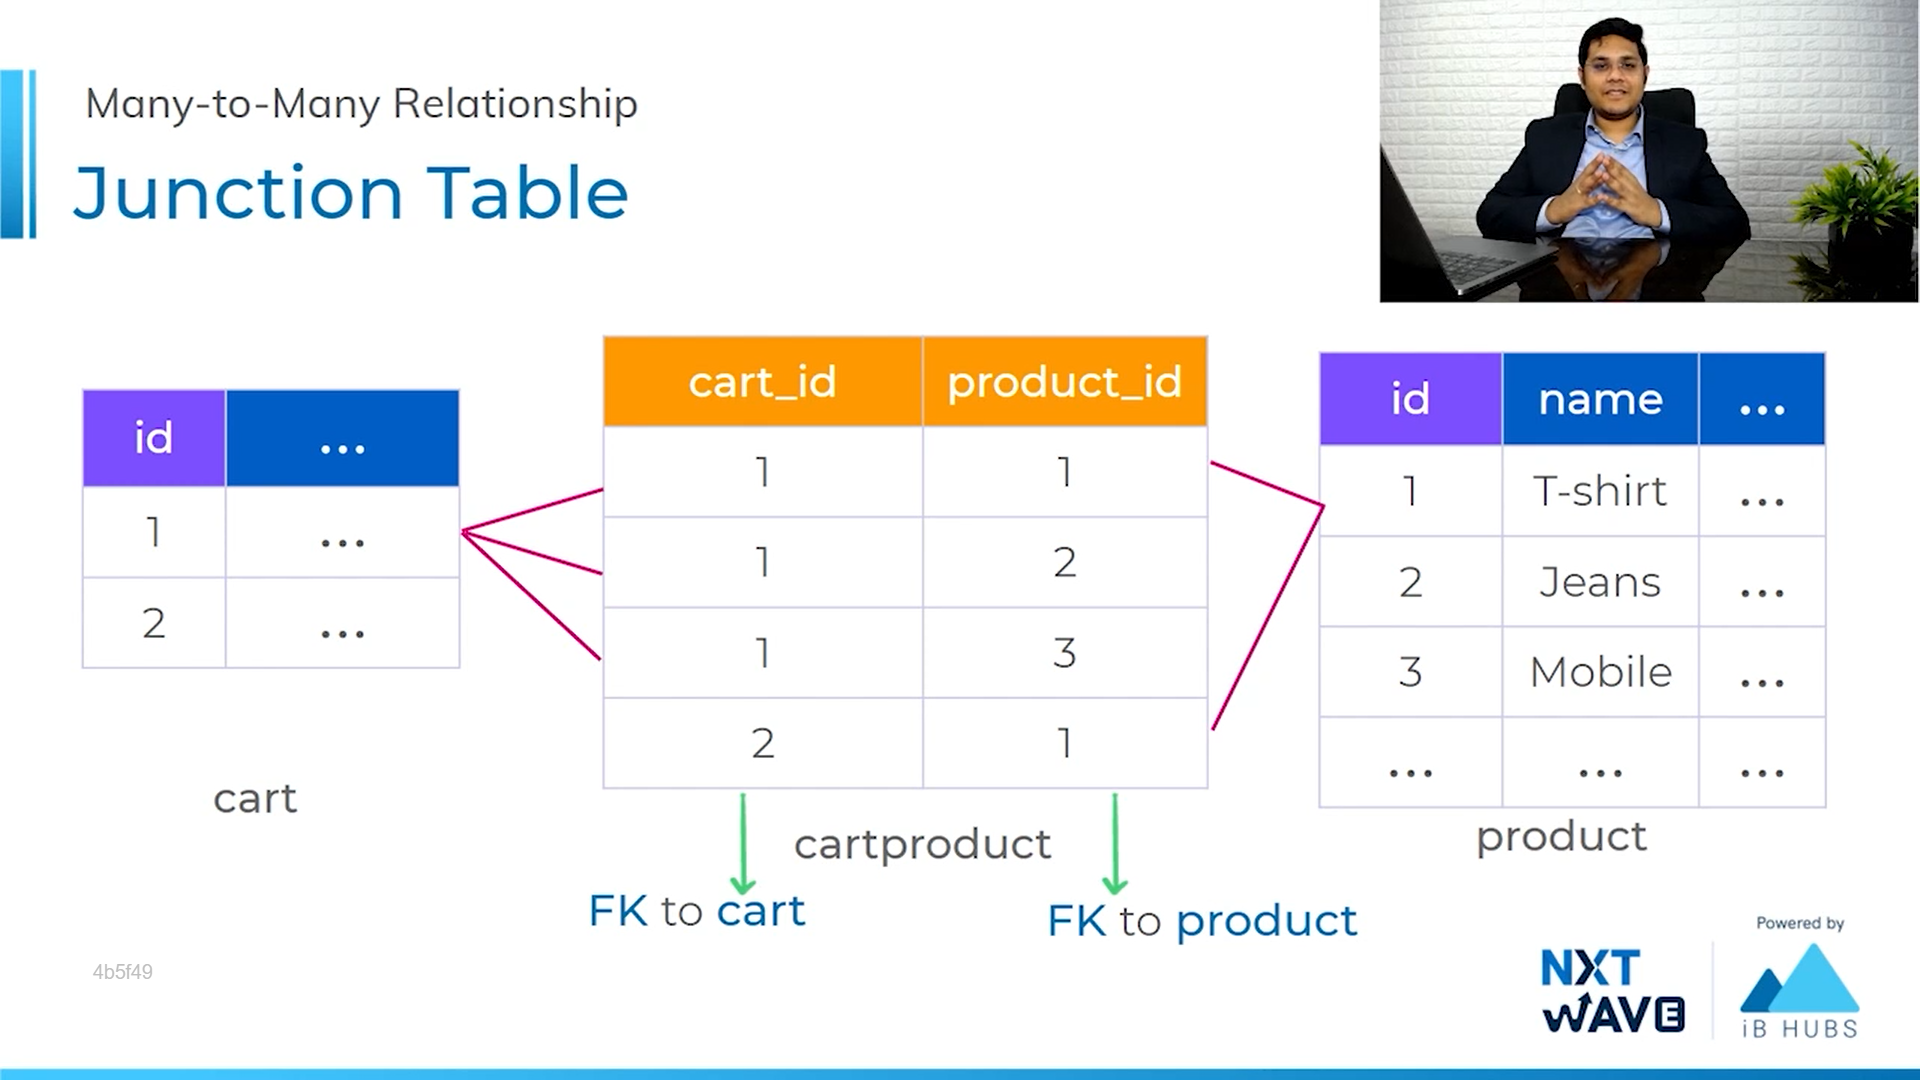 Many-to-Many Relationship
Junction Table
id ...
1 ...
2 ...
cart
cart_id product_id
1 1
1 2
1 3
2 1
cartproduct
FK to cart
FK to product
id name ...
1 T-shirt ...
2 Jeans ...
3 Mobile ...
... ... ...
product
4b5f49
NXT
WAVE
Powered by
iB HUBS